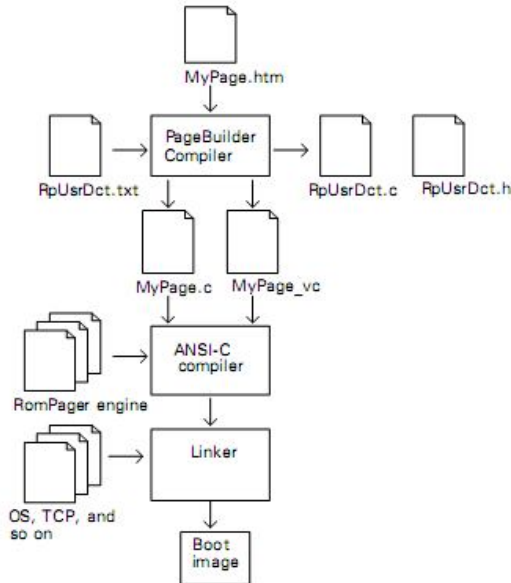 MyPage.htm
PageBuilder
Compiler
RpUsrDct.txt
RpUsrDct.c
RpUsrDct.h
MyPage.c
MyPage_vc
ANSI-C
compiler
RomPager engine
Linker
OS, TCP, and
so on
Boot
image